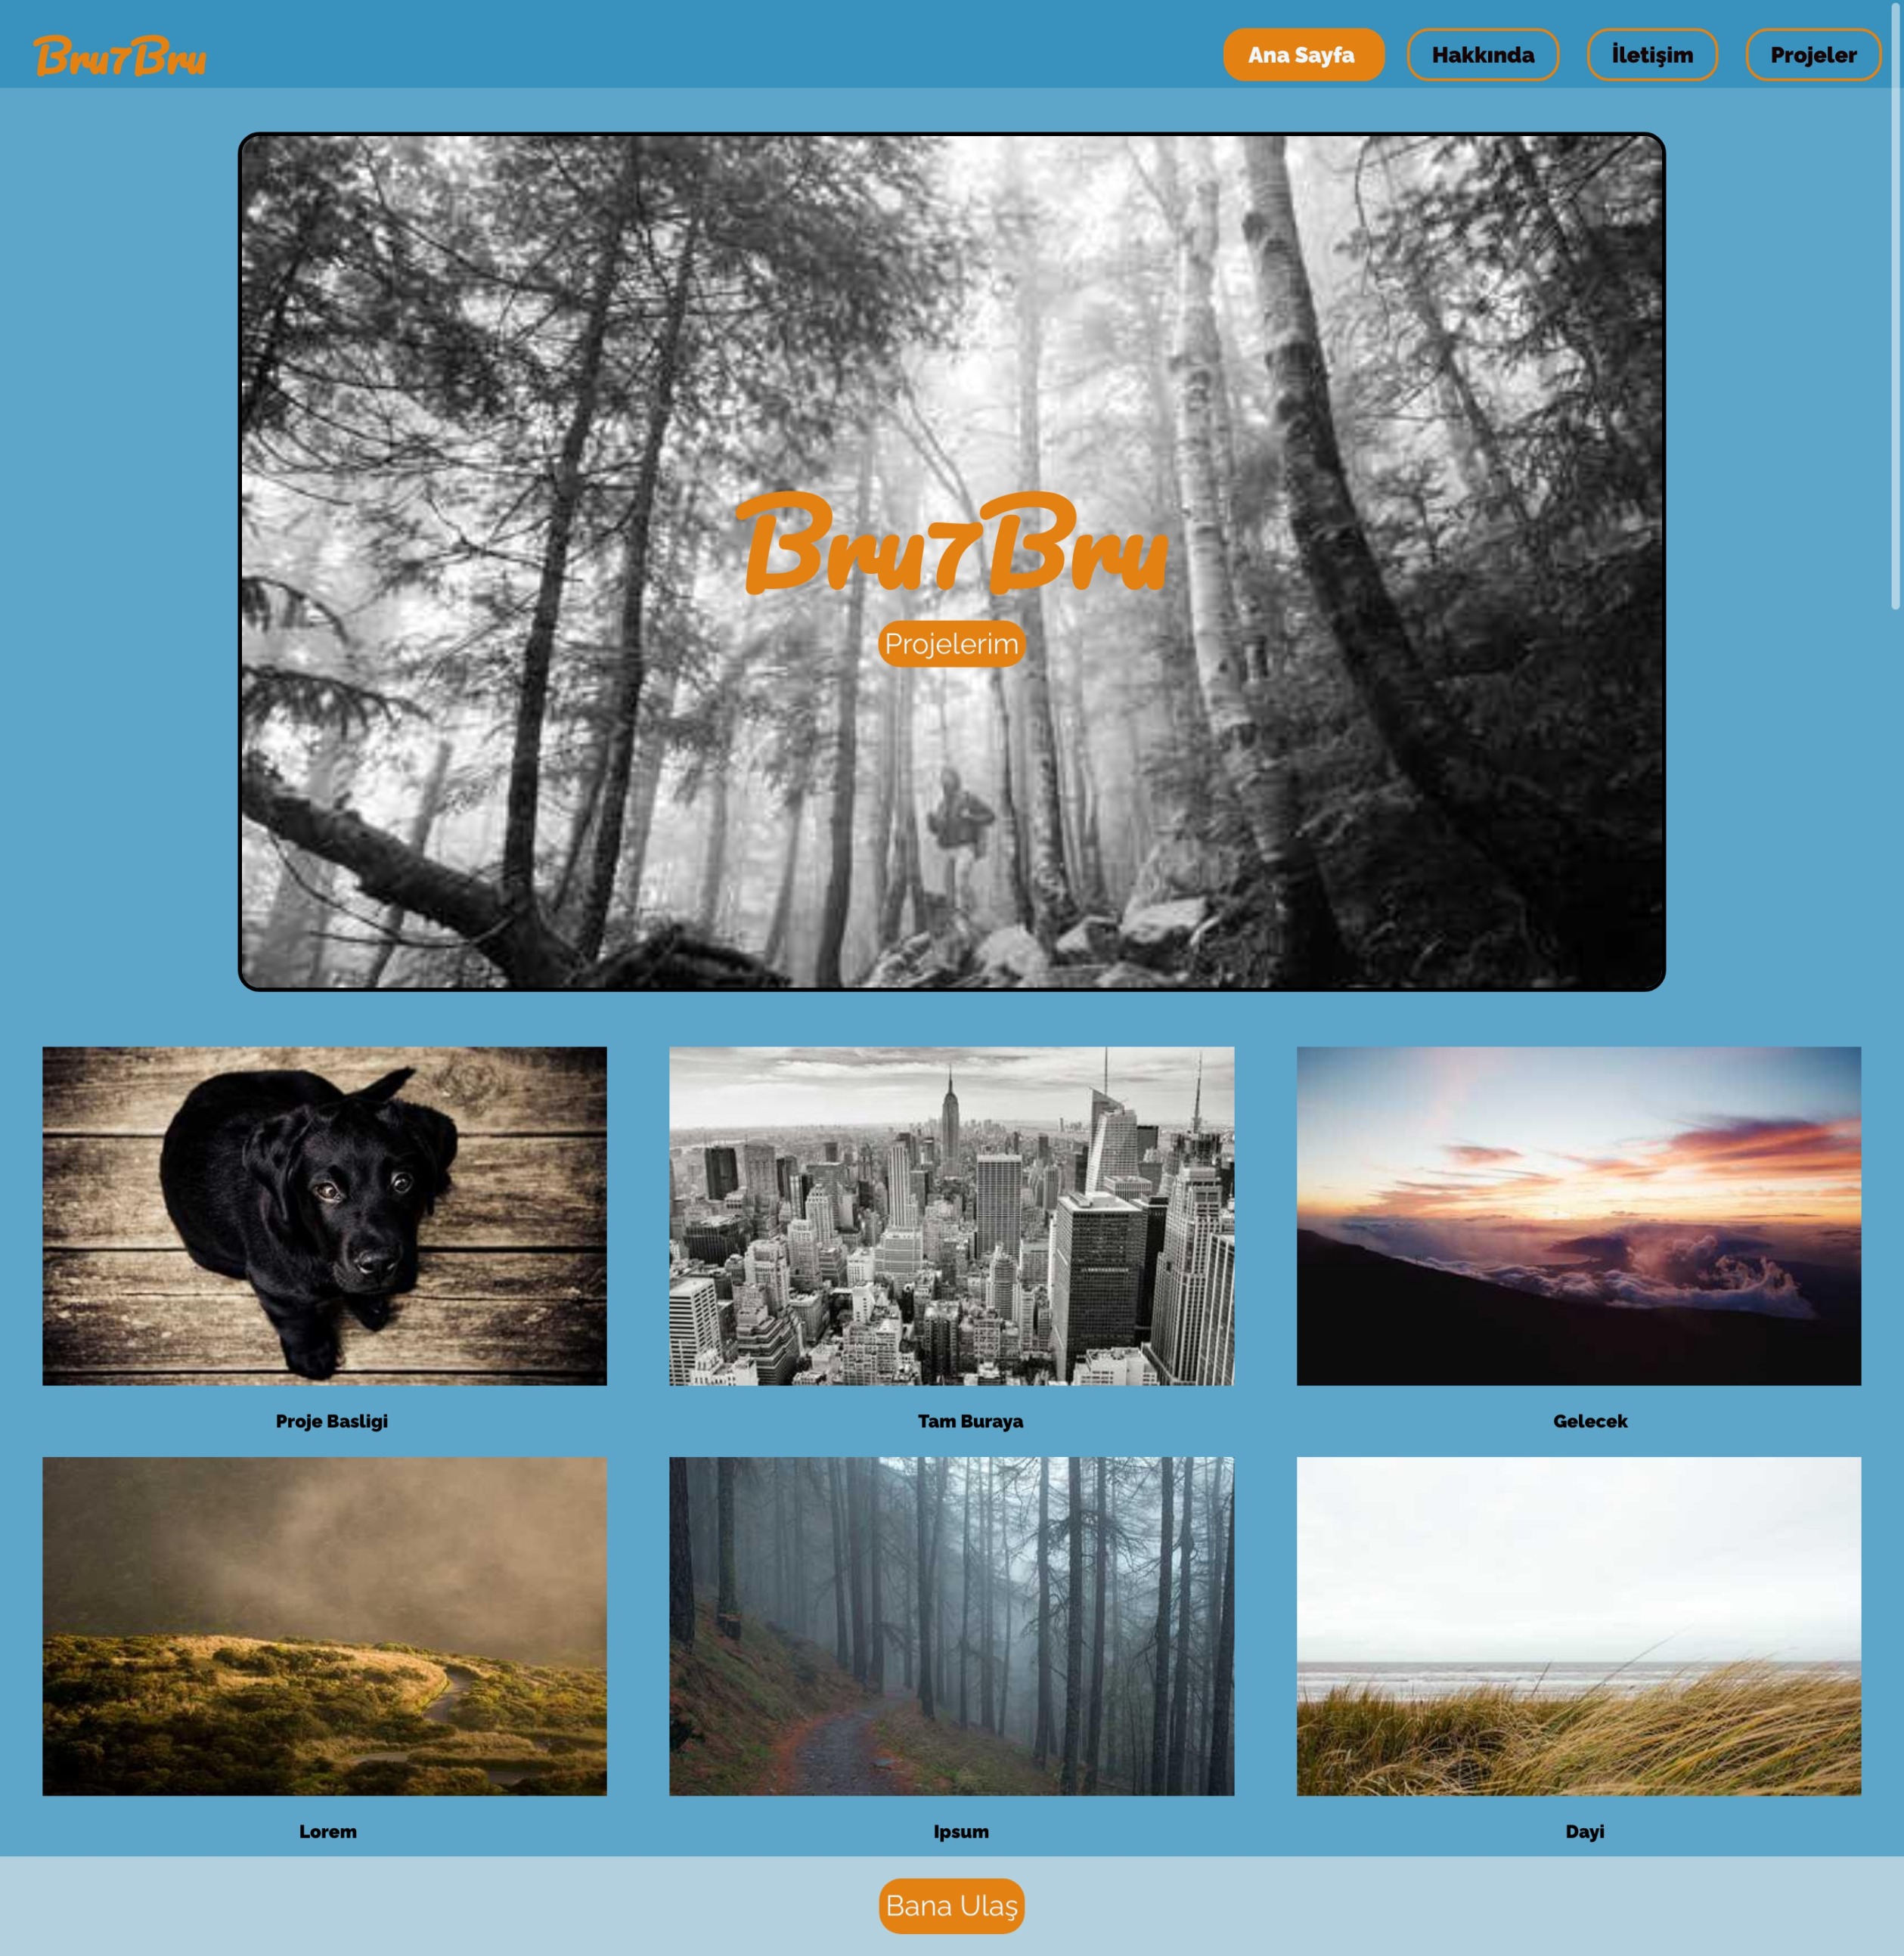 Bru7Bru
Ana Sayfa
Hakkında
İletişim
Projeler
Bru7Bru
Projelerim
Proje Basligi
Tam Buraya
Gelecek
Lorem
Ipsum
Dayi
Bana Ulaş